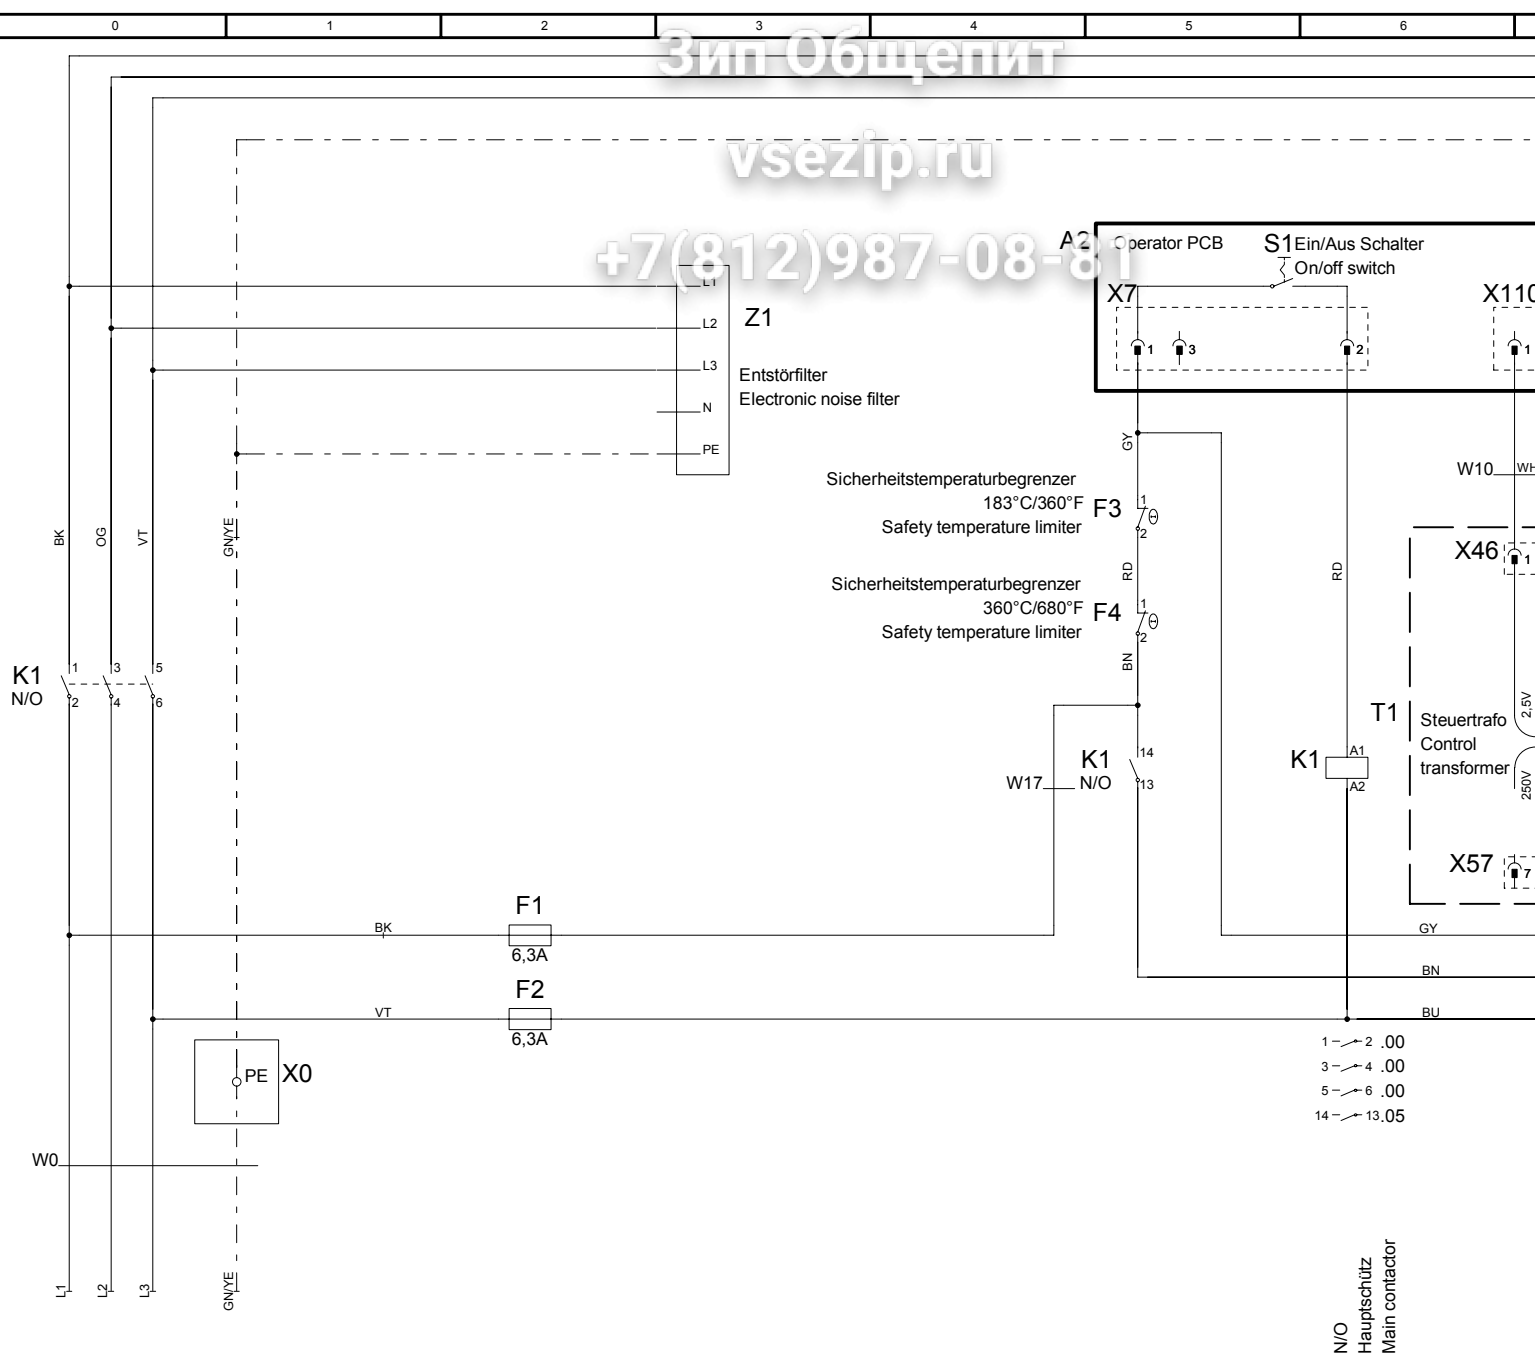 0 1 2 3 4 5 6
Зип Общепит
vsezip.ru
+7(812)987-08-81
A2 Operator PCB S1 Ein/Aus Schalter
On/off switch
X7 X110
1 3 2 1
L1
L2 Z1
L3
N
PE
Entstörfilter
Electronic noise filter
GY
W10 WH
Sicherheitstemperaturbegrenzer
183°C/360°F F3
Safety temperature limiter
1
2
BK OG VT GN/YE
X46 1
RD RD
Sicherheitstemperaturbegrenzer
360°C/680°F F4
Safety temperature limiter
1
2
BN
K1
N/O
1 3 5
2 4 6
T1 Steuertrafo
Control
transformer
2,5V
250V
K1
N/O
14
13
W17
K1
A1
A2
X57 7
F1
BK
6,3A
GY
BN
F2
VT
6,3A
BU
PE X0
1 2 .00
3 4 .00
5 6 .00
14 13 .05
W0
L1 L2 L3 GN/YE
N/O
Hauptschütz
Main contactor